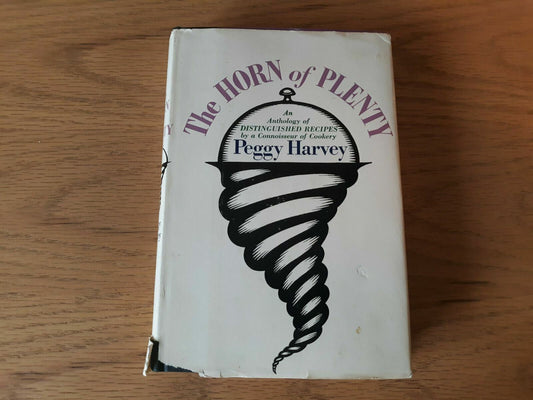 The HORN of PLENTY
An
Anthology of
DISTINGUISHED RECIPES
by a Connoisseur of Cookery
Peggy Harvey